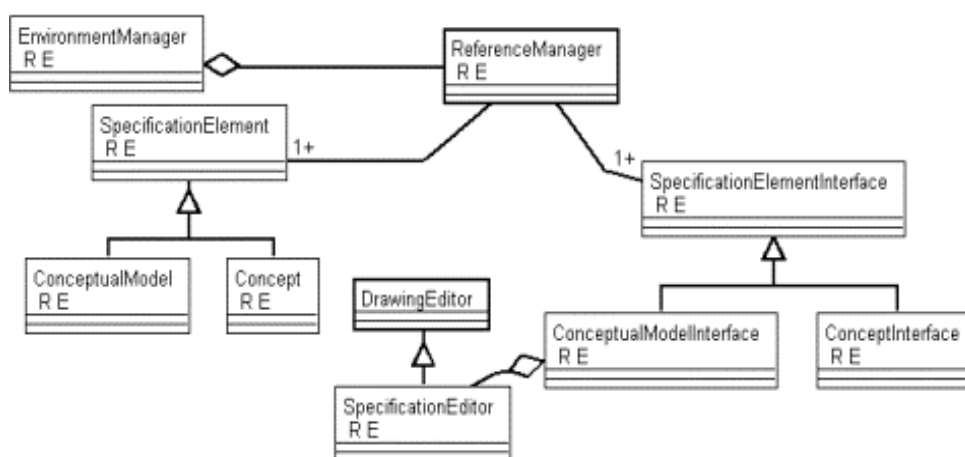 EnvironmentManager
R E
ReferenceManager
R E
SpecificationElement
R E
1+
1+
SpecificationElementInterface
R E
ConceptualModel
R E
Concept
R E
DrawingEditor
ConceptualModelInterface
R E
ConceptInterface
R E
SpecificationEditor
R E